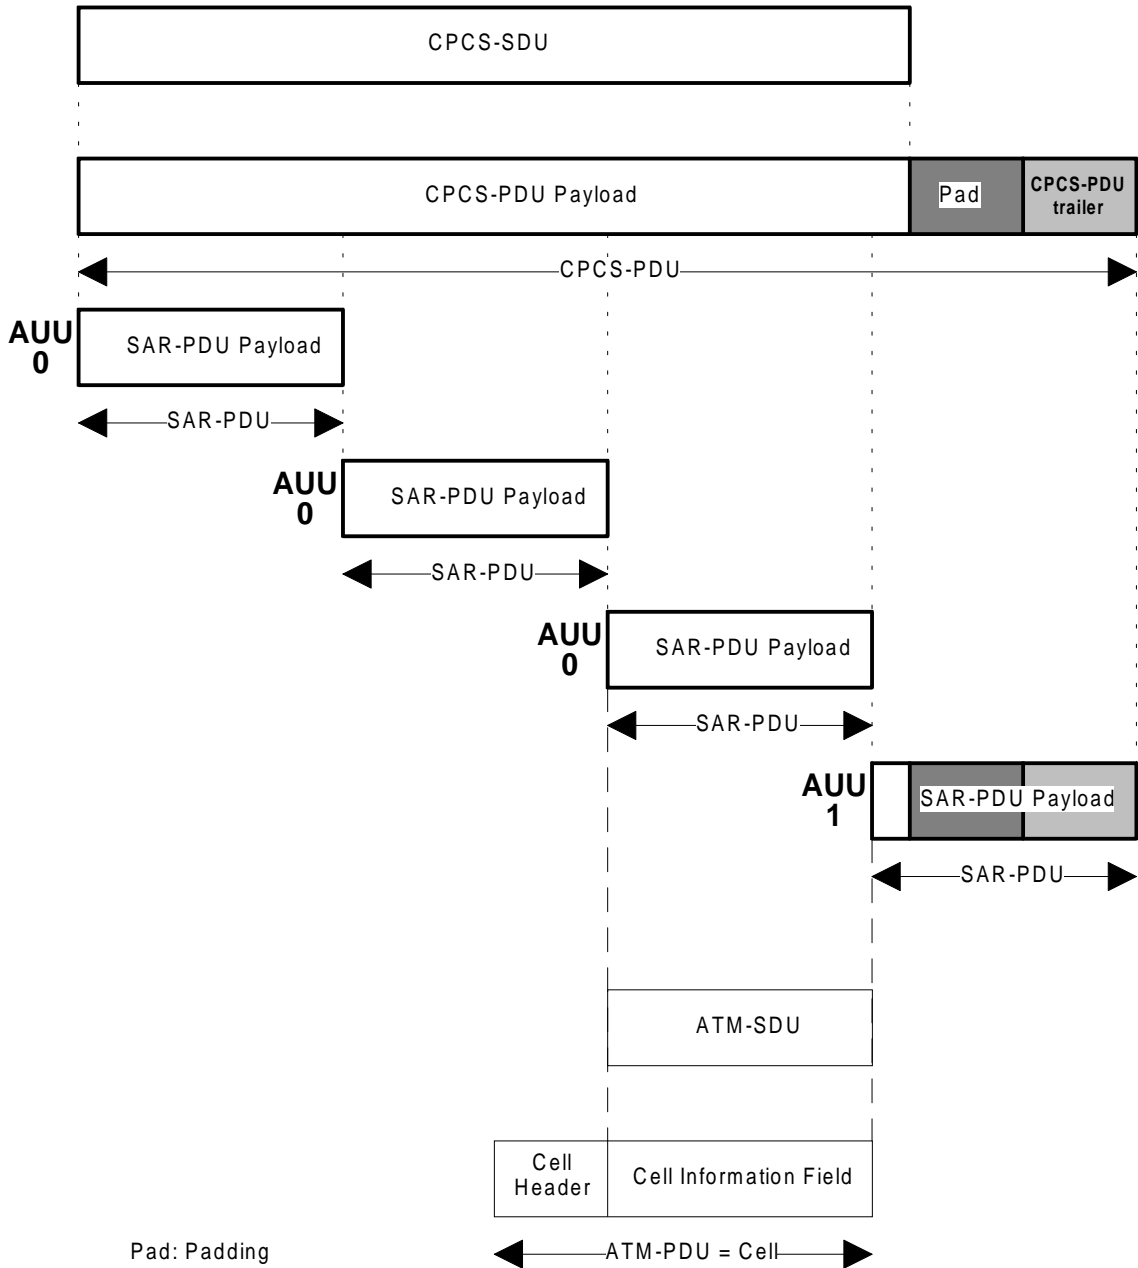 CPCS-SDU
CPCS-PDU Payload
Pad
CPCS-PDU
trailer
CPCS-PDU
AUU
0
SAR-PDU Payload
SAR-PDU
AUU
0
SAR-PDU Payload
SAR-PDU
AUU
0
SAR-PDU Payload
SAR-PDU
AUU
1
SAR-PDU Payload
SAR-PDU
ATM-SDU
Cell
Header
Cell Information Field
Pad: Padding
ATM-PDU = Cell